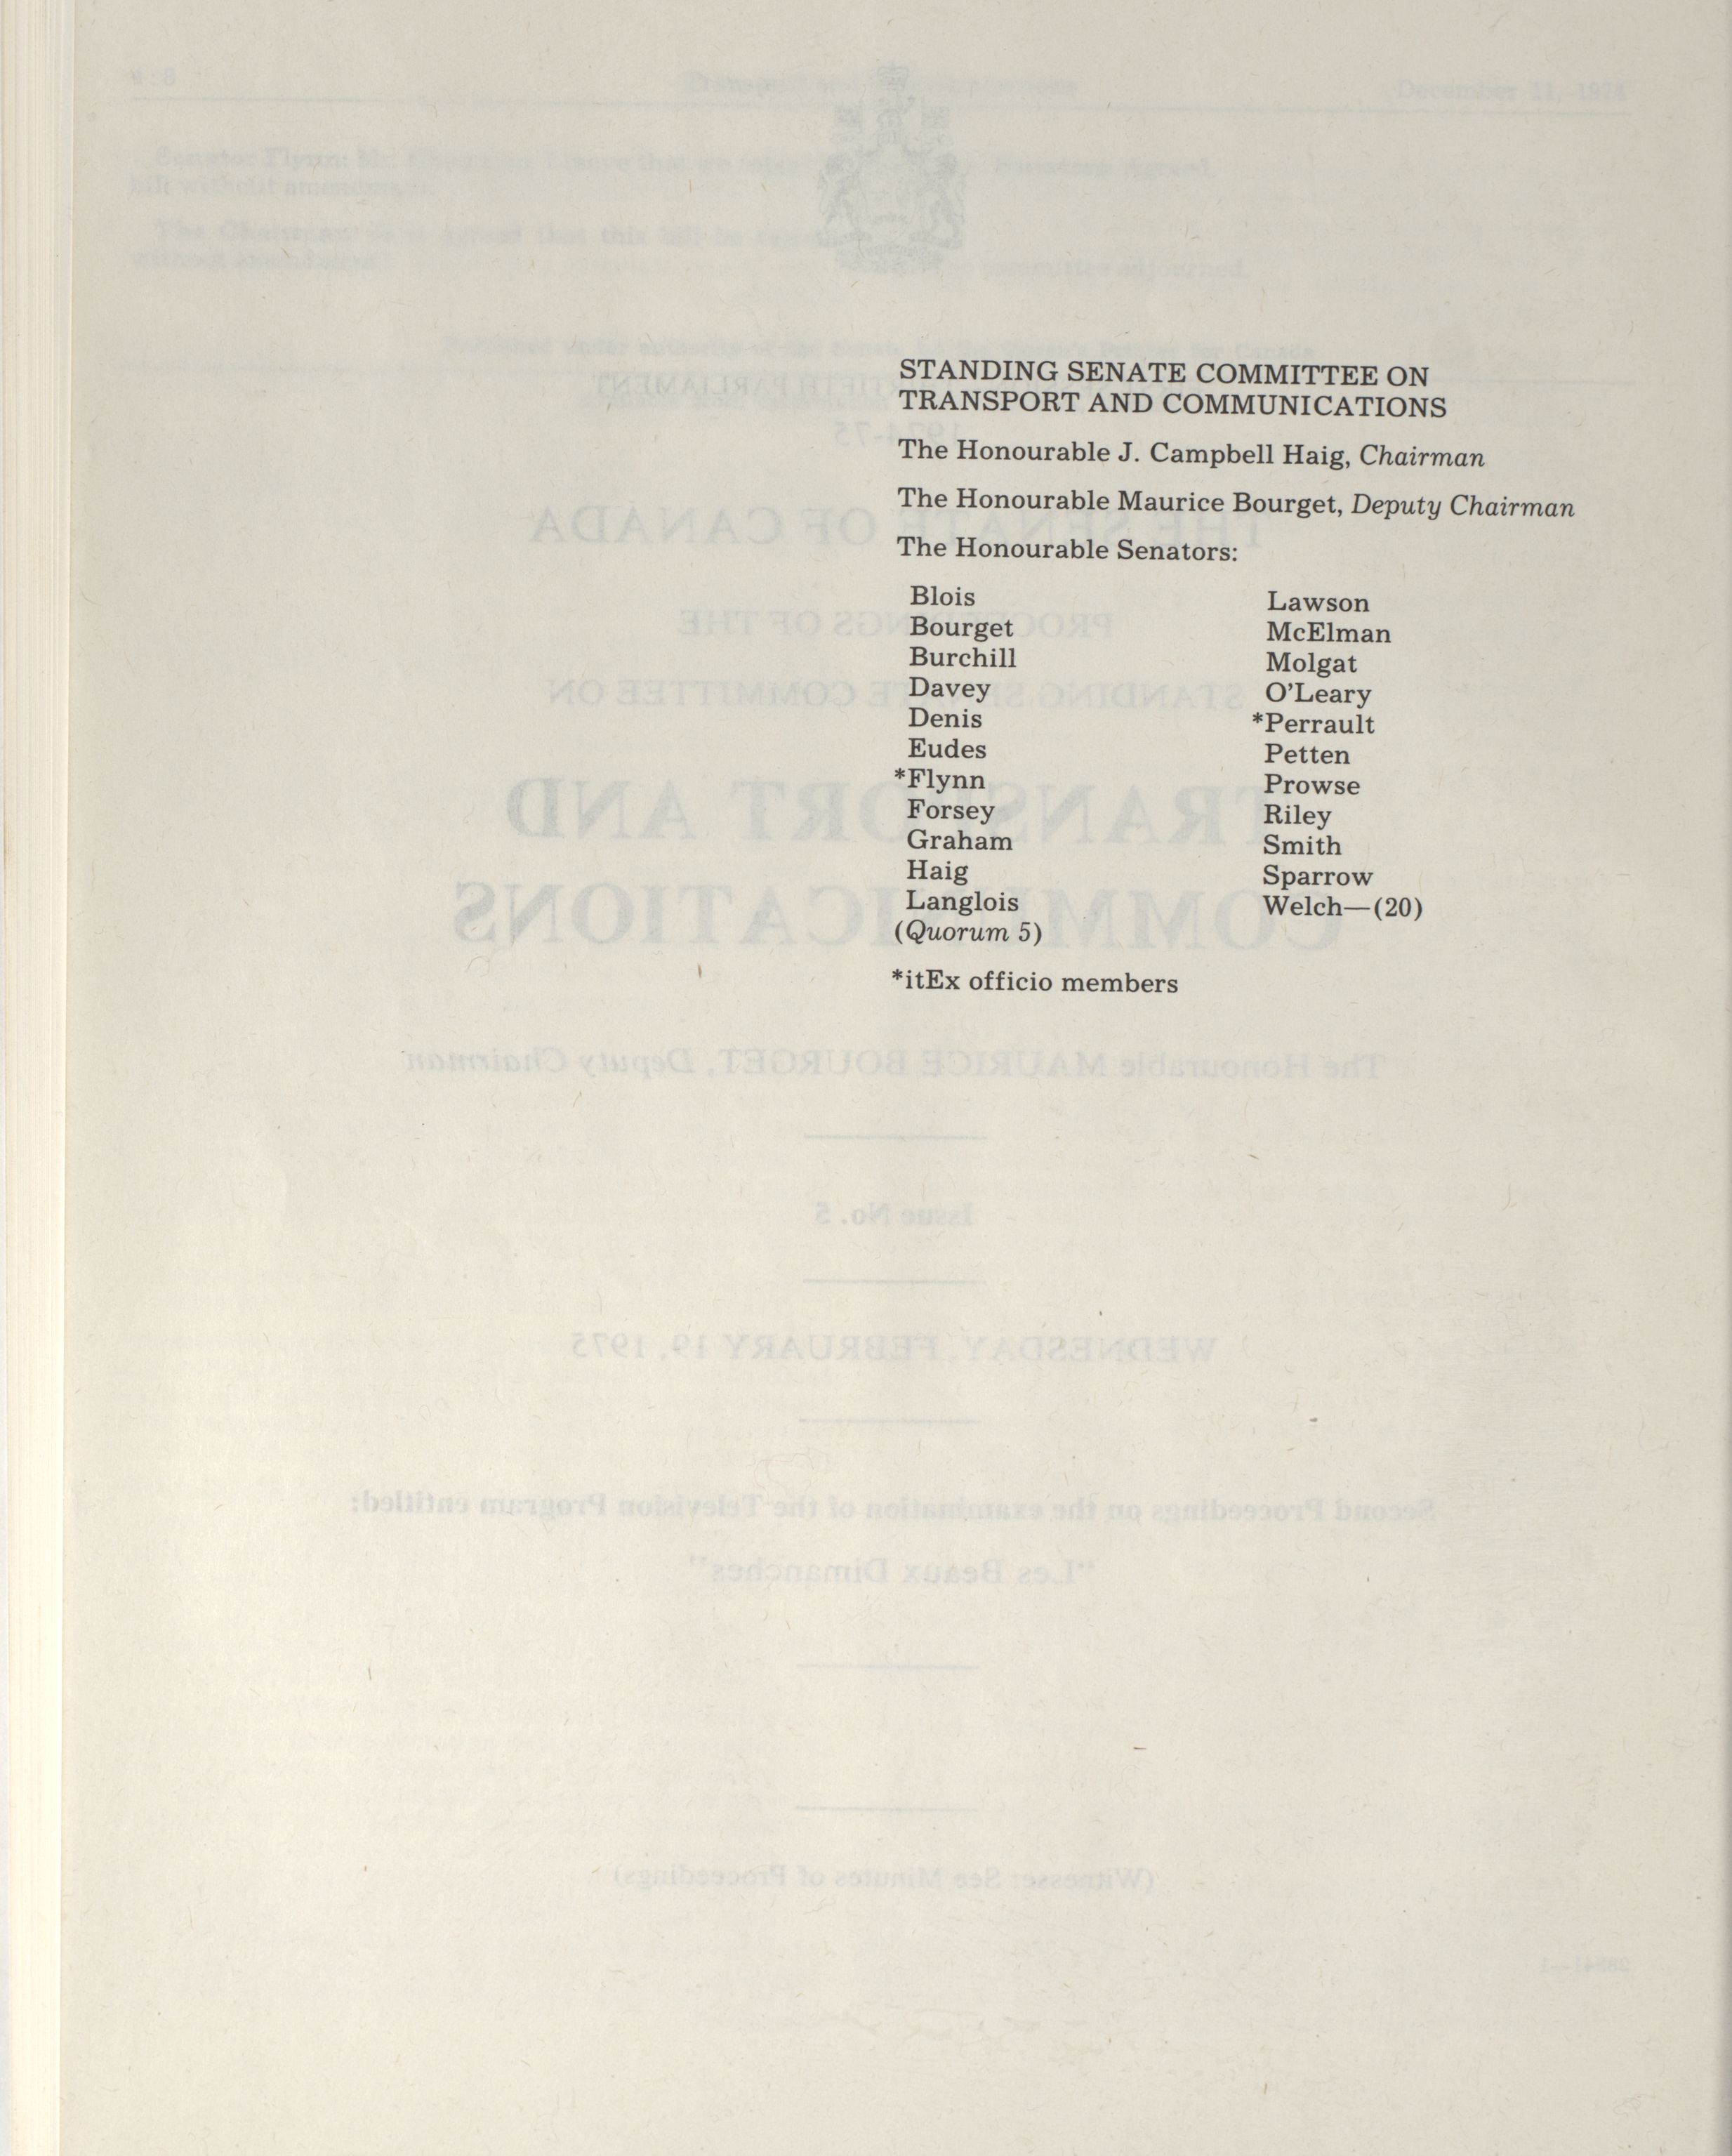 STANDING SENATE COMMITTEE ON
TRANSPORT AND COMMUNICATIONS
The Honourable J. Campbell Haig, Chairman
The Honourable Maurice Bourget, Deputy Chairman
The Honourable Senators:
Blois
Bourget
Burchill
Davey
Denis
Eudes
*Flynn
Forsey
Graham
Haig
Langlois
(Quorum 5)
Lawson
McElman
Molgat
O'Leary
*Perrault
Petten
Prowse
Riley
Smith
Sparrow
Welch—(20)
*itEx officio members